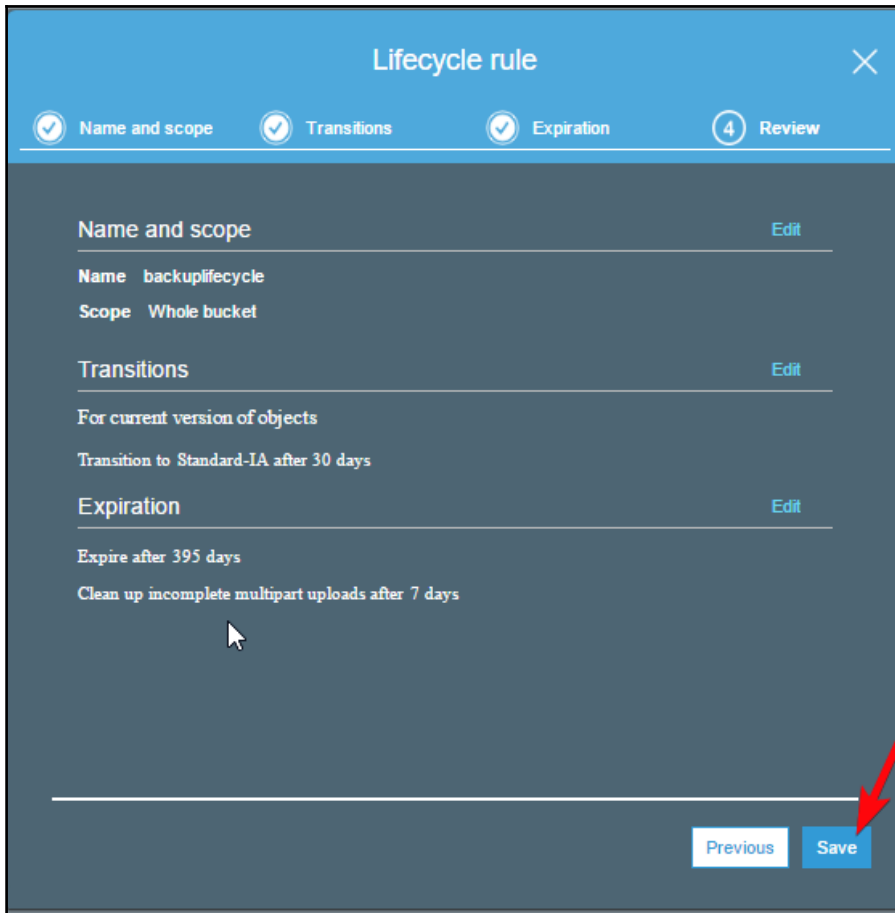 Lifecycle rule
Name and scope Transitions Expiration 4 Review
Name and scope Edit
Name backuplifecycle
Scope Whole bucket
Transitions Edit
For current version of objects
Transition to Standard-IA after 30 days
Expiration Edit
Expire after 395 days
Clean up incomplete multipart uploads after 7 days
Previous Save